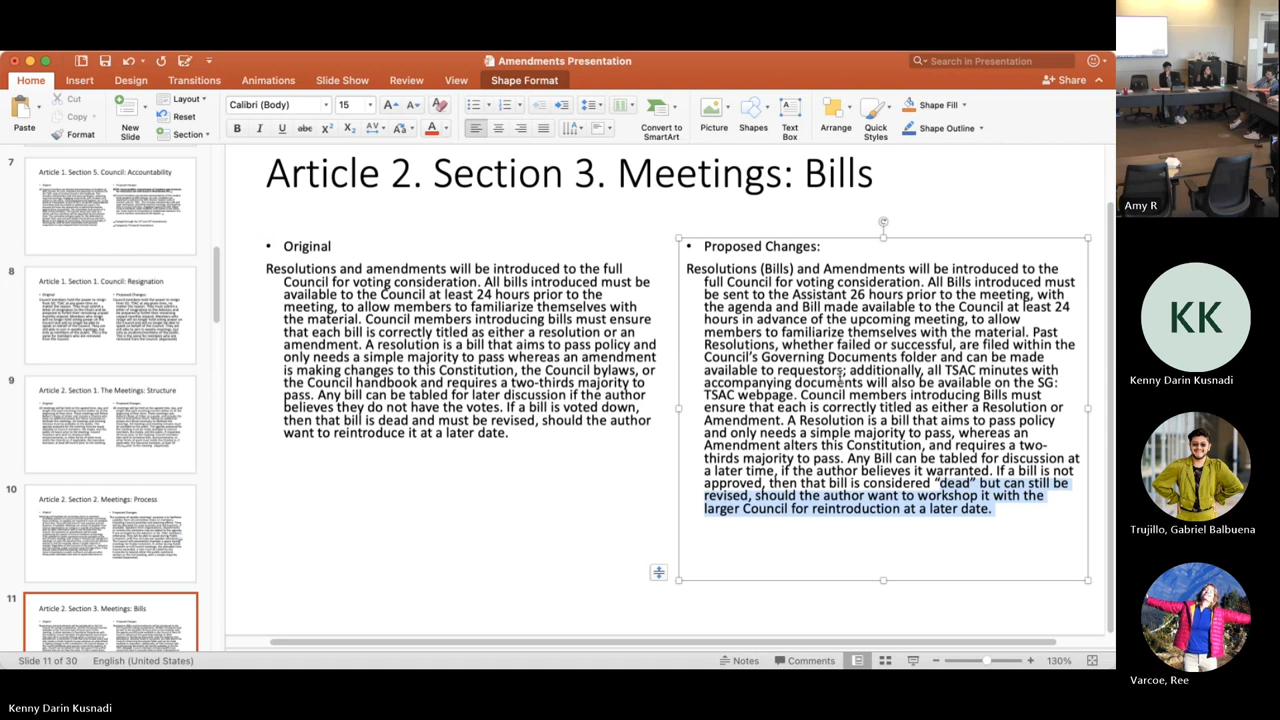 Amendments Presentation
Search in Presentation
Home
Insert
Design
Transitions
Animations
Slide Show
Review
View
Shape Format
Share
Paste
Cut
Copy
Format
New Slide
Layout
Reset
Section
Calibri (Body)
15
Convert to SmartArt
Picture
Shapes
Text Box
Arrange
Quick Styles
Shape Fill
Shape Outline
7
Article 1. Section 5. Council: Accountability
8
Article 1. Section 1. Council: Resignation
9
Article 2. Section 1. The Meetings: Structure
10
Article 2. Section 2. Meetings: Process
11
Article 2. Section 3. Meetings: Bills
Article 2. Section 3. Meetings: Bills
• Original
Resolutions and amendments will be introduced to the full
Council for voting consideration. All bills introduced must be
available to the Council at least 24 hours prior to the
meeting, to allow members to familiarize themselves with
the material. Council members introducing bills must ensure
that each bill is correctly titled as either a resolution or an
amendment. A resolution is a bill that aims to pass policy and
only needs a simple majority to pass whereas an amendment
is making changes to this Constitution, the Council bylaws, or
the Council handbook and requires a two-thirds majority to
pass. Any bill can be tabled for later discussion if the author
believes they do not have the votes. If a bill is voted down,
then that bill is dead and must be revised, should the author
want to reintroduce it at a later date.
• Proposed Changes:
Resolutions (Bills) and Amendments will be introduced to the
full Council for voting consideration. All Bills introduced must
be sent to the Assistant 26 hours prior to the meeting, with
the agenda and Bill made available to the Council at least 24
hours in advance of the upcoming meeting, to allow
members to familiarize themselves with the material. Past
Resolutions, whether failed or successful, are filed within the
Council's Governing Documents folder and can be made
available to requestors; additionally, all TSAC minutes with
accompanying documents will also be available on the SG:
TSAC webpage. Council members introducing Bills must
ensure that each is correctly titled as either a Resolution or
Amendment. A Resolution is a bill that aims to pass policy
and only needs a simple majority to pass, whereas an
Amendment alters this Constitution, and requires a two-
thirds majority to pass. Any Bill can be tabled for discussion at
a later time, if the author believes it warranted. If a bill is not
approved, then that bill is considered "dead" but can still be
revised, should the author want to workshop it with the
larger Council for reintroduction at a later date.
Slide 11 of 30
English (United States)
Notes
Comments
130%
Kenny Darin Kusnadi
Amy R
KK
Kenny Darin Kusnadi
Trujillo, Gabriel Balbuena
Varcoe, Ree